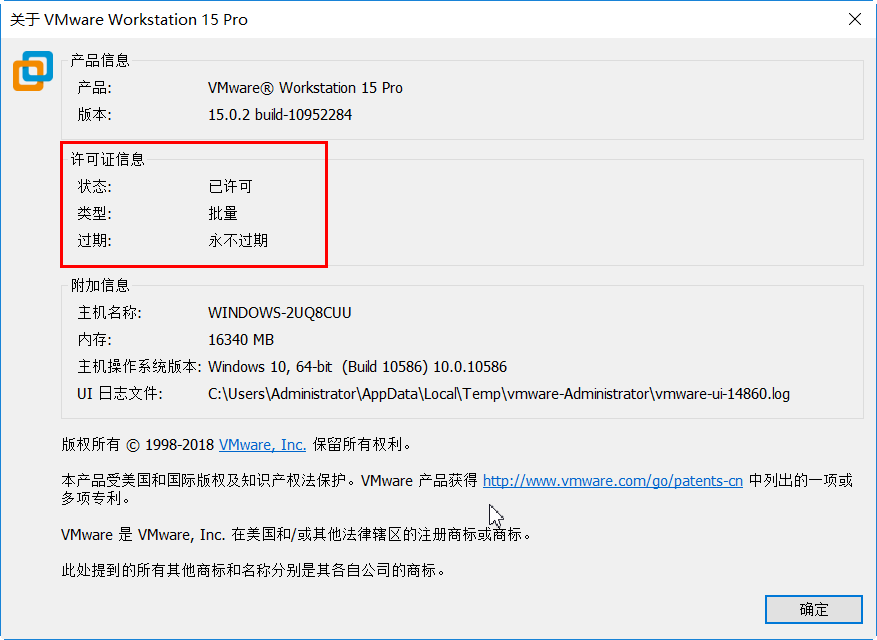 关于 VMware Workstation 15 Pro
产品信息
产品: VMware® Workstation 15 Pro
版本: 15.0.2 build-10952284
许可证信息
状态: 已许可
类型: 批量
过期: 永不过期
附加信息
主机名称: WINDOWS-2UQ8CUU
内存: 16340 MB
主机操作系统版本: Windows 10, 64-bit (Build 10586) 10.0.10586
UI 日志文件: C:\Users\Administrator\AppData\Local\Temp\vmware-Administrator\vmware-ui-14860.log
版权所有 © 1998-2018 VMware, Inc. 保留所有权利。
本产品受美国和国际版权及知识产权法保护。VMware 产品获得 http://www.vmware.com/go/patents-cn 中列出的一项或
多项专利。
VMware 是 VMware, Inc. 在美国和/或其他法律辖区的注册商标或商标。
此处提到的所有其他商标和名称分别是其各自公司的商标。
确定